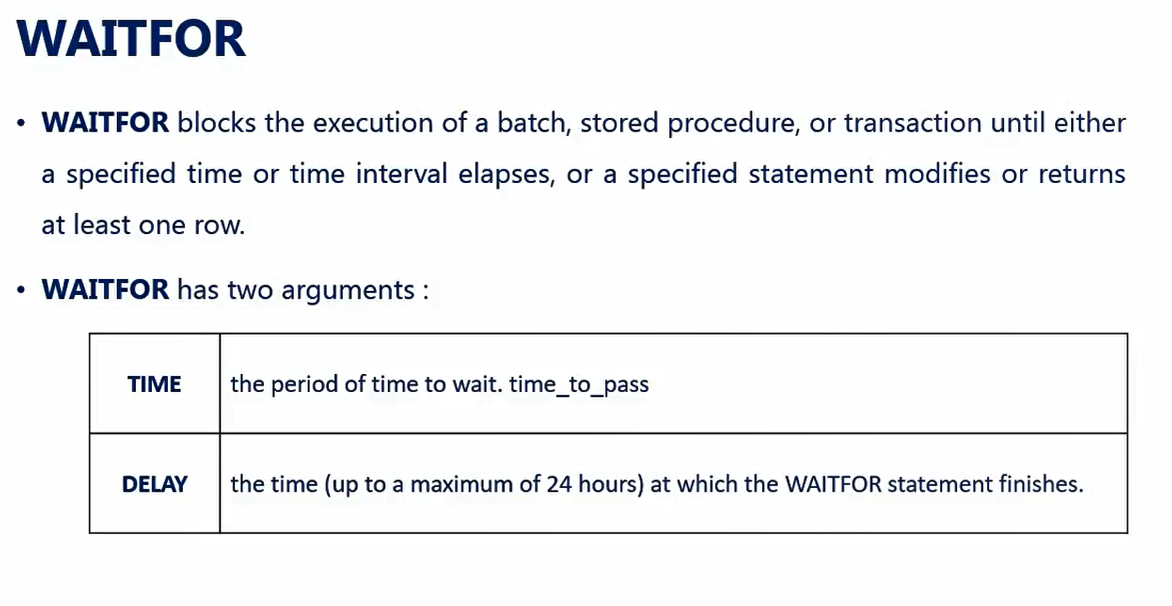 WAITFOR
• WAITFOR blocks the execution of a batch, stored procedure, or transaction until either
a specified time or time interval elapses, or a specified statement modifies or returns
at least one row.
• WAITFOR has two arguments :
TIME the period of time to wait. time_to_pass
DELAY the time (up to a maximum of 24 hours) at which the WAITFOR statement finishes.